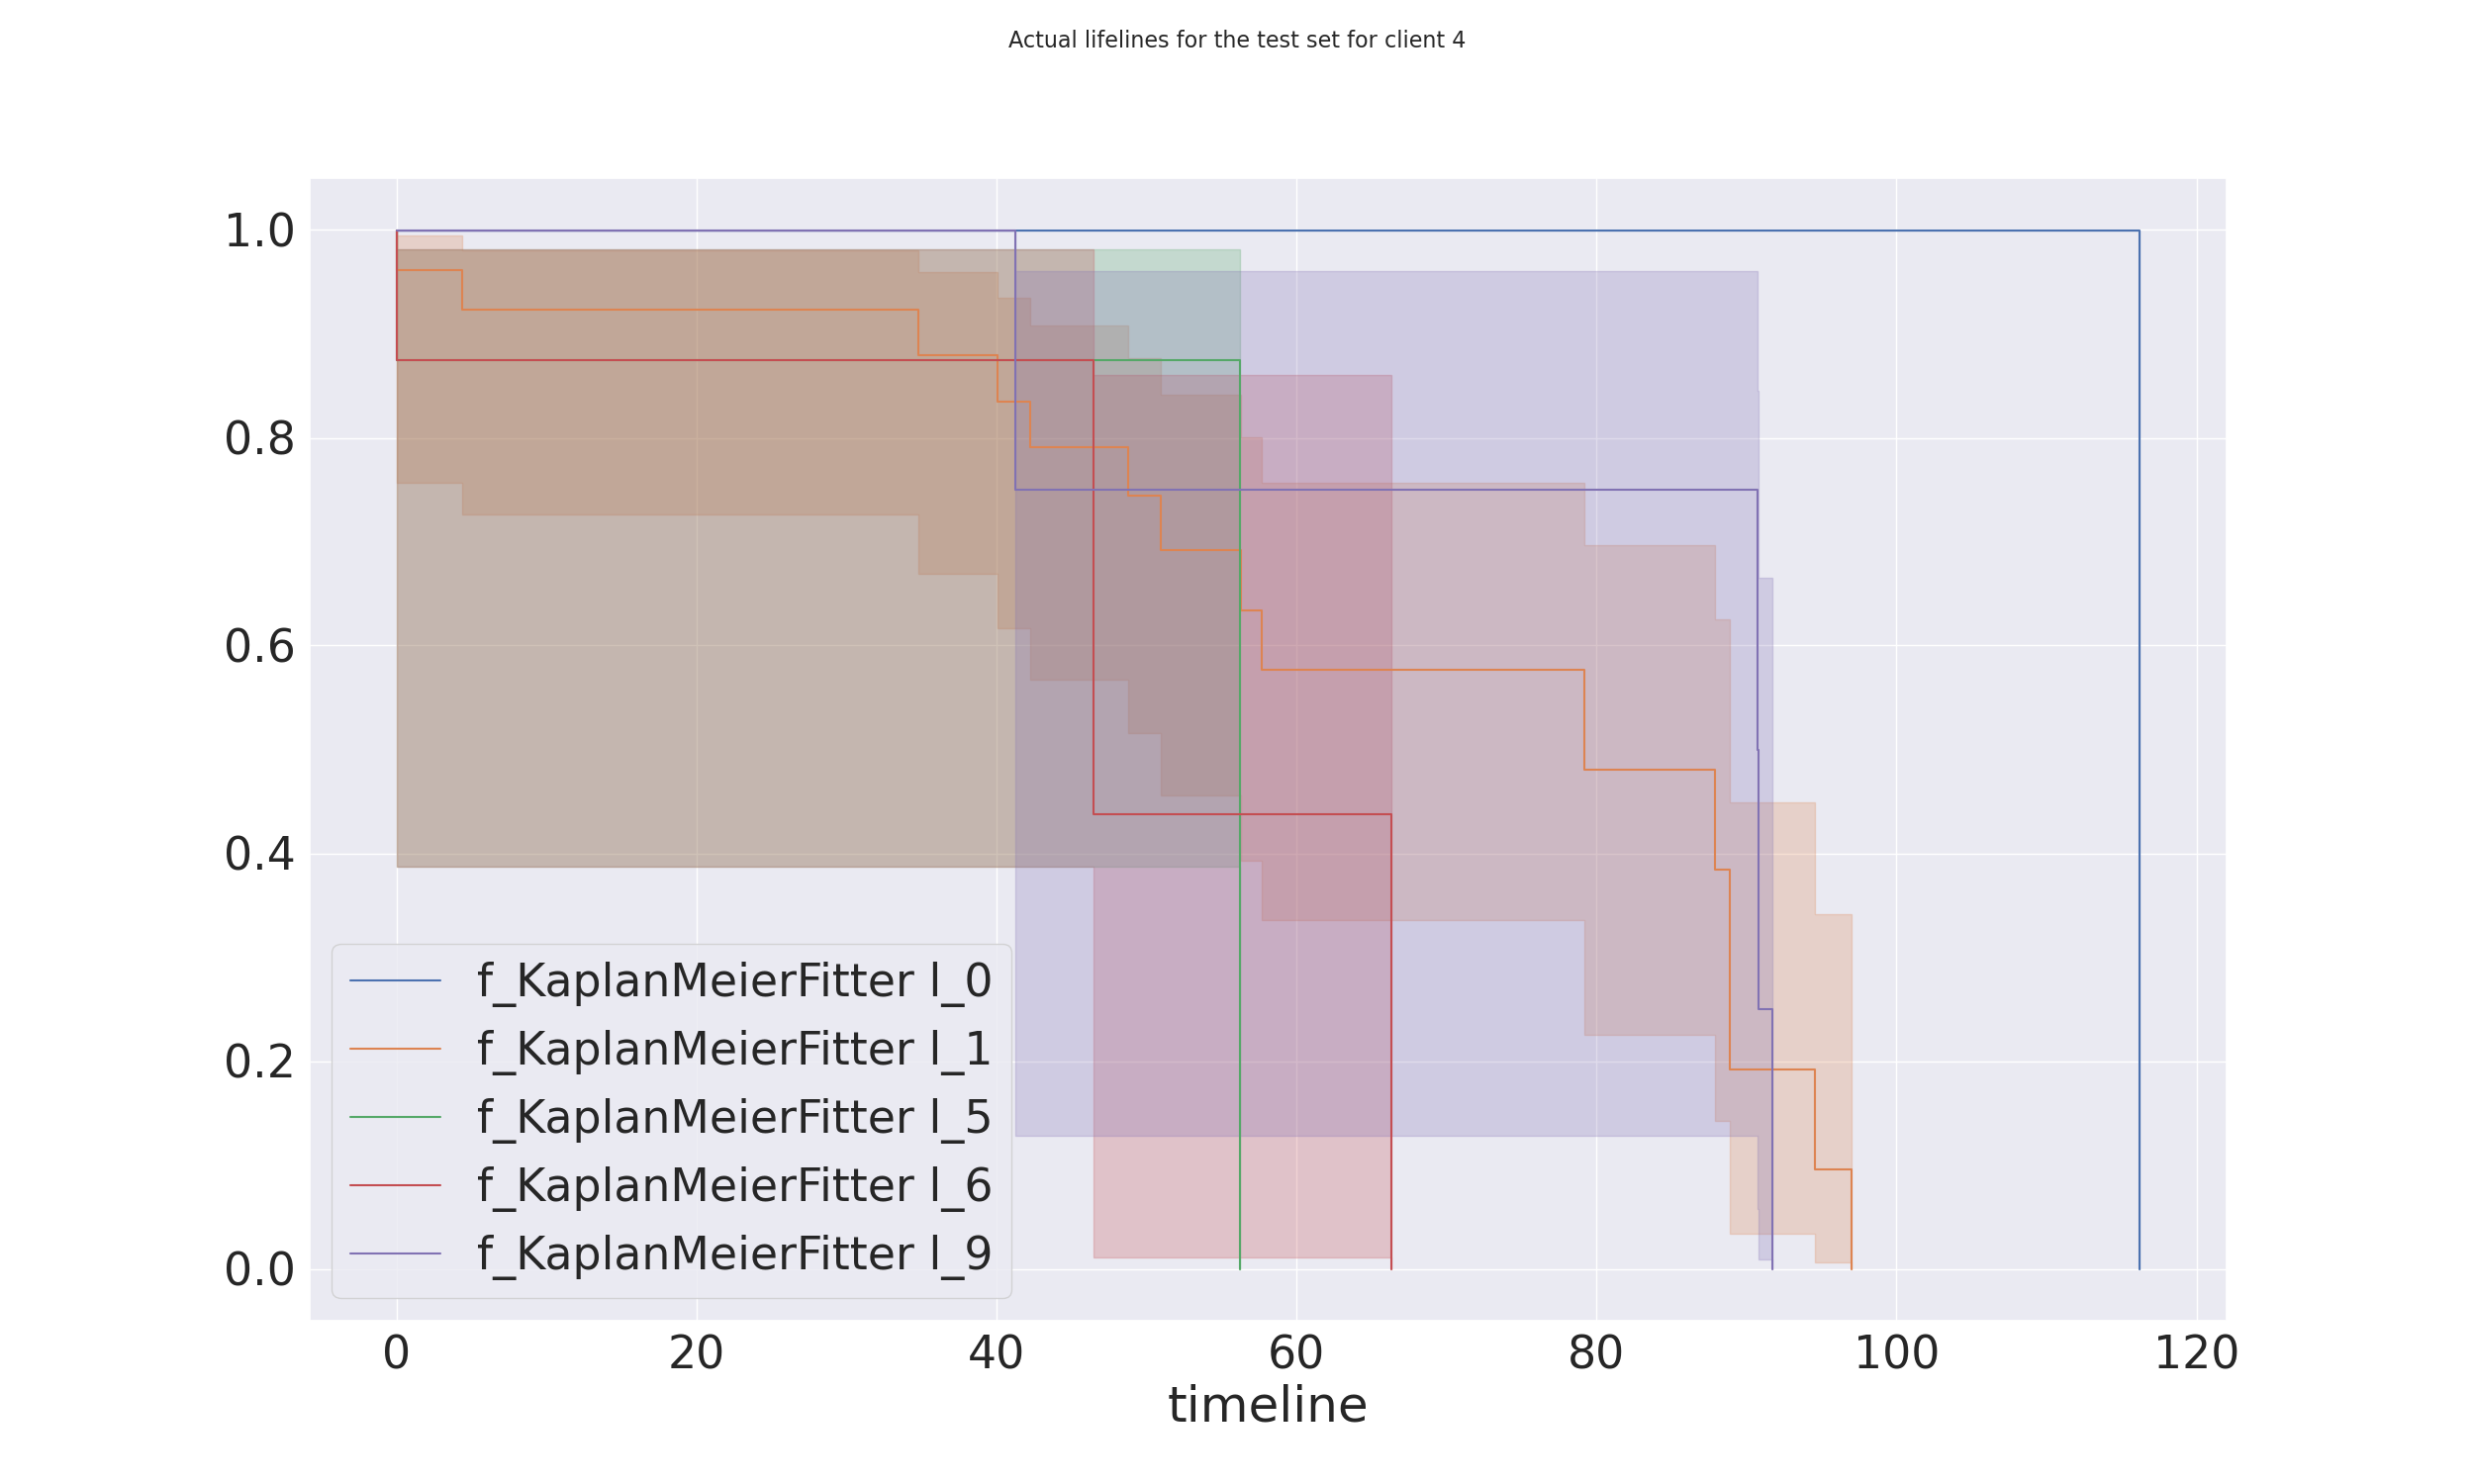 Actual lifelines for the test set for client 4
1.0
0.8
0.6
0.4
0.2
0.0
f_KaplanMeierFitter l_0
f_KaplanMeierFitter l_1
f_KaplanMeierFitter l_5
f_KaplanMeierFitter l_6
f_KaplanMeierFitter l_9
0 20 40 60 80 100 120
timeline